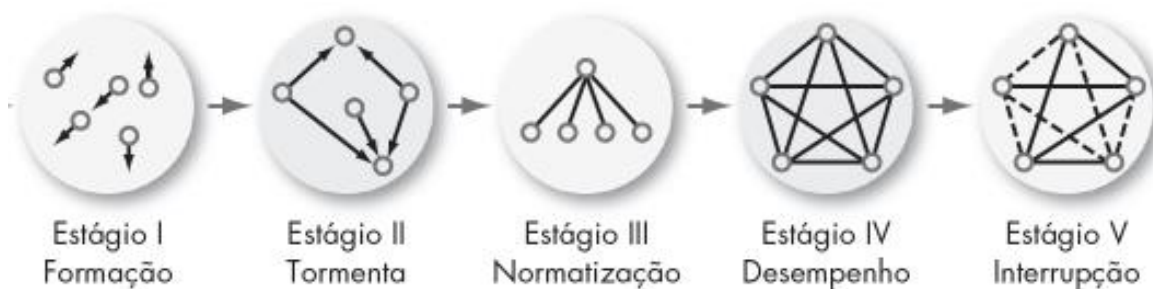 Estágio I
Formação
Estágio II
Tormenta
Estágio III
Normatização
Estágio IV
Desempenho
Estágio V
Interrupção